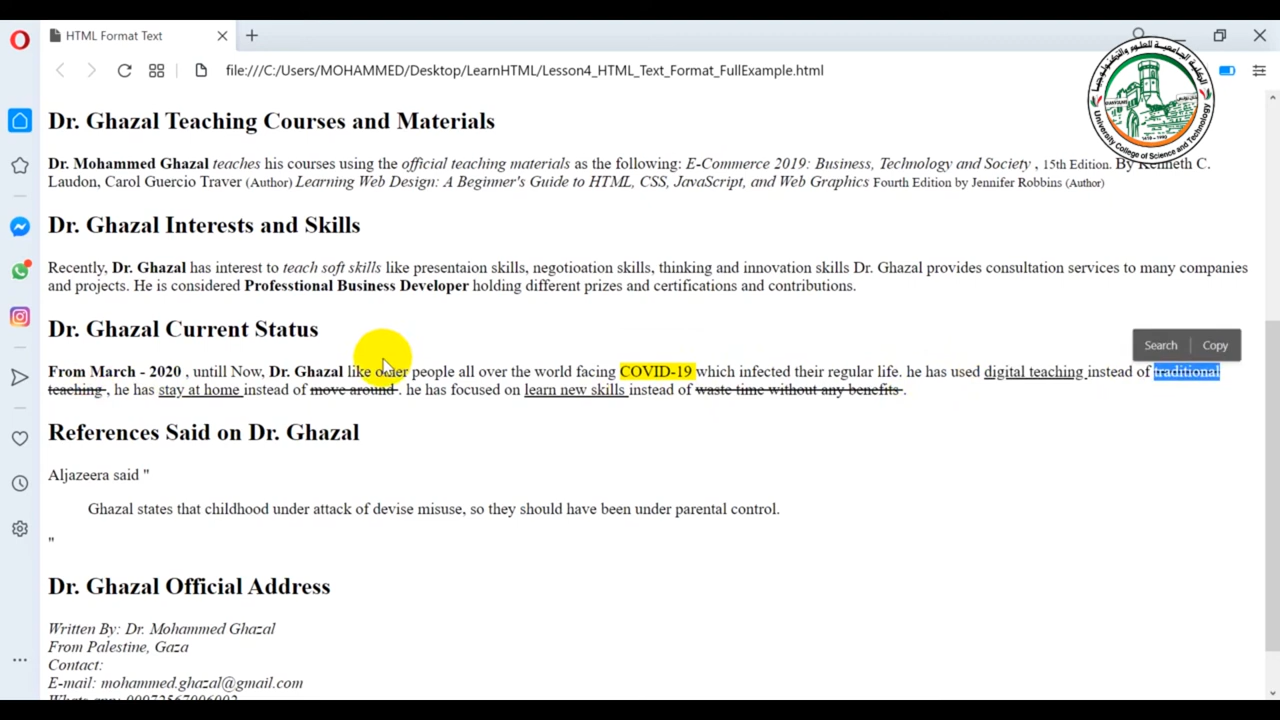 HTML Format Text
file:///C:/Users/MOHAMMED/Desktop/LearnHTML/Lesson4_HTML_Text_Format_FullExample.html
الكلية الجامعية للعلوم والتكنولوجيا
University College of Science and Technology
Dr. Ghazal Teaching Courses and Materials
Dr. Mohammed Ghazal teaches his courses using the official teaching materials as the following: E-Commerce 2019: Business, Technology and Society , 15th Edition. By Kenneth C.
Laudon, Carol Guercio Traver (Author) Learning Web Design: A Beginner's Guide to HTML, CSS, JavaScript, and Web Graphics Fourth Edition by Jennifer Robbins (Author)
Dr. Ghazal Interests and Skills
Recently, Dr. Ghazal has interest to teach soft skills like presentaion skills, negotioation skills, thinking and innovation skills Dr. Ghazal provides consultation services to many companies
and projects. He is considered Professtional Business Developer holding different prizes and certifications and contributions.
Dr. Ghazal Current Status
Search Copy
From March - 2020 , untill Now, Dr. Ghazal like other people all over the world facing COVID-19 which infected their regular life. he has used digital teaching instead of traditional
teaching , he has stay at home instead of move around . he has focused on learn new skills instead of waste time without any benefits .
References Said on Dr. Ghazal
Aljazeera said "
Ghazal states that childhood under attack of devise misuse, so they should have been under parental control.
"
Dr. Ghazal Official Address
Written By: Dr. Mohammed Ghazal
From Palestine, Gaza
Contact:
E-mail: mohammed.ghazal@gmail.com